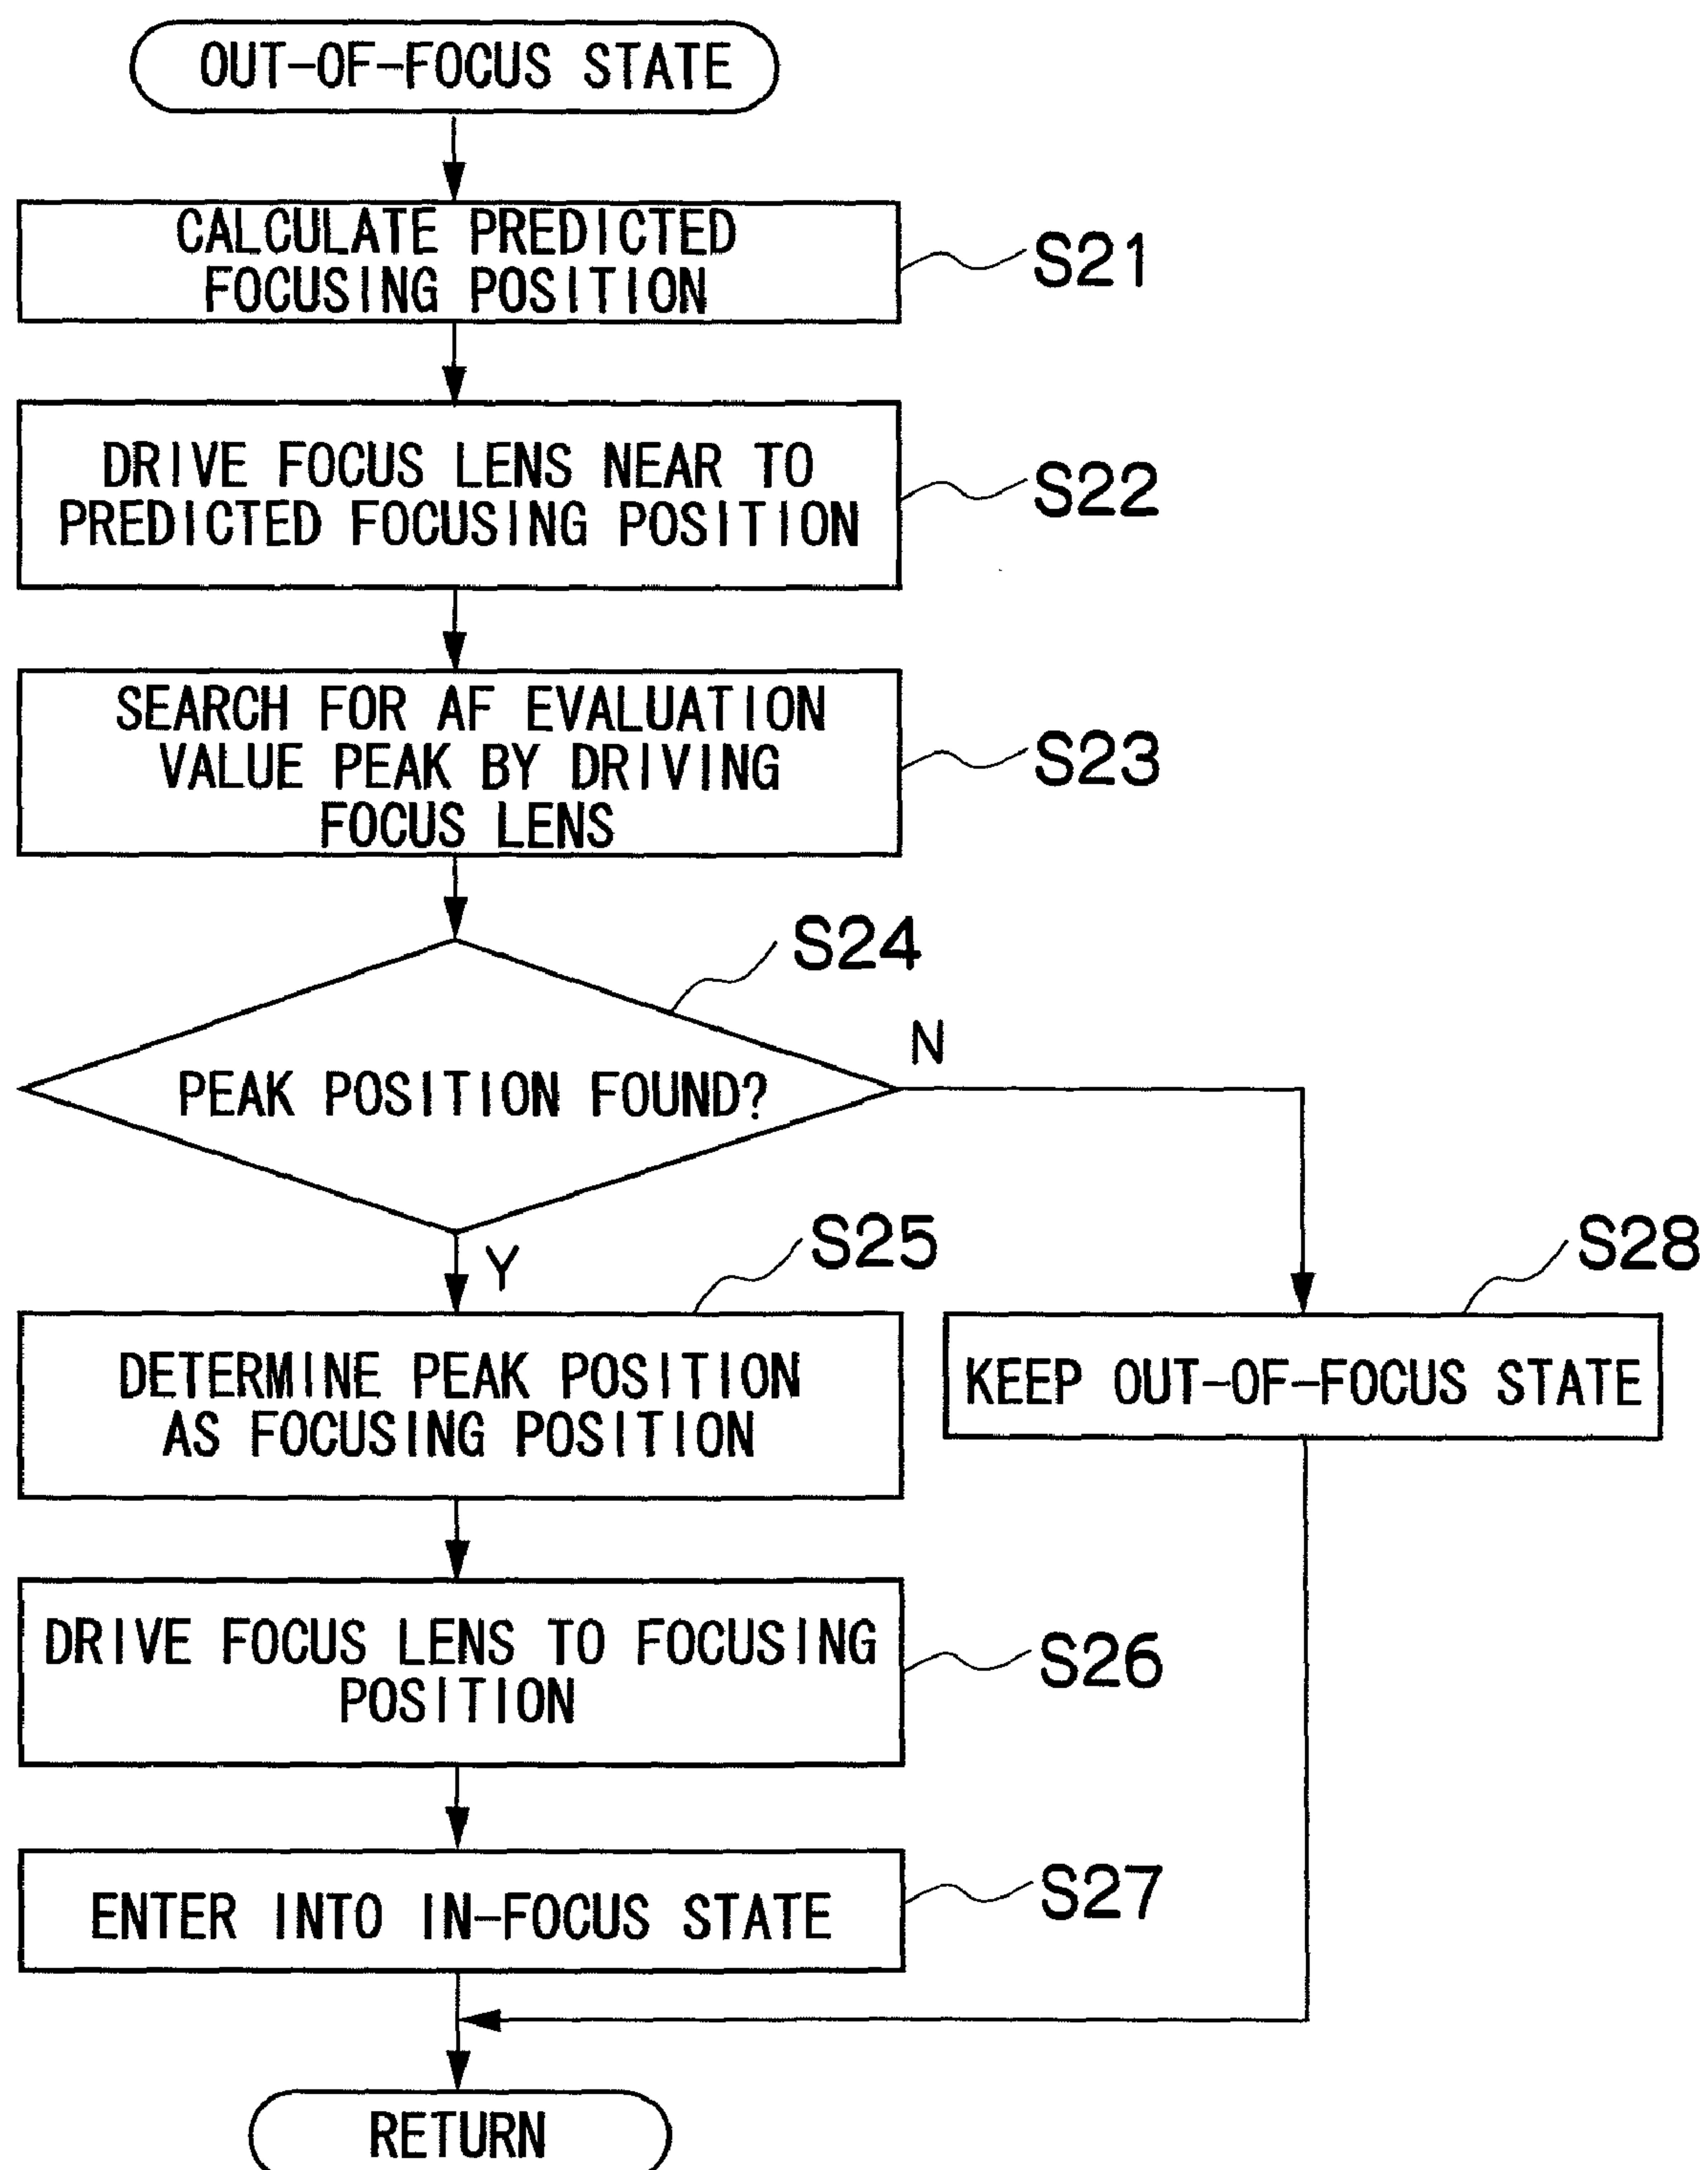 OUT-OF-FOCUS STATE
CALCULATE PREDICTED
FOCUSING POSITION
S21
DRIVE FOCUS LENS NEAR TO
PREDICTED FOCUSING POSITION
S22
SEARCH FOR AF EVALUATION
VALUE PEAK BY DRIVING
FOCUS LENS
S23
S24
PEAK POSITION FOUND?
N
Y
S25
DETERMINE PEAK POSITION
AS FOCUSING POSITION
S28
KEEP OUT-OF-FOCUS STATE
DRIVE FOCUS LENS TO FOCUSING
POSITION
S26
ENTER INTO IN-FOCUS STATE
S27
RETURN